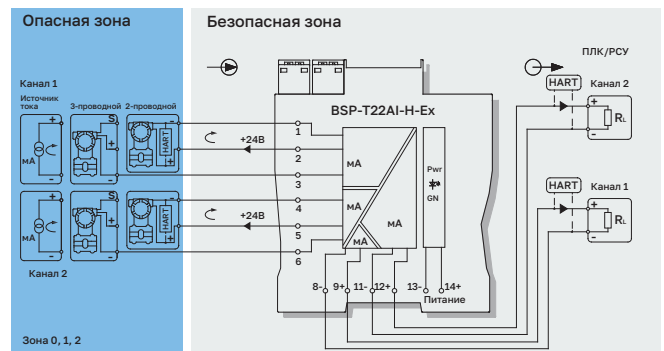 Опасная зона
Безопасная зона
ПЛК/РСУ
HART
Канал 2
Канал 1
Источник
тока
3-проводной
2-проводной
BSP-T22AI-H-Ex
+
мА
-
S
+
-
-
HART
+
+24В
1
2
3
мА
мА
мА
мА
Pwr
GN
+
RL
-
+
мА
-
S
+
-
-
HART
+
+24В
4
5
6
HART
Канал 1
+
RL
-
Канал 2
8-
9+
11-
12+
13-
14+
Питание
Зона 0, 1, 2